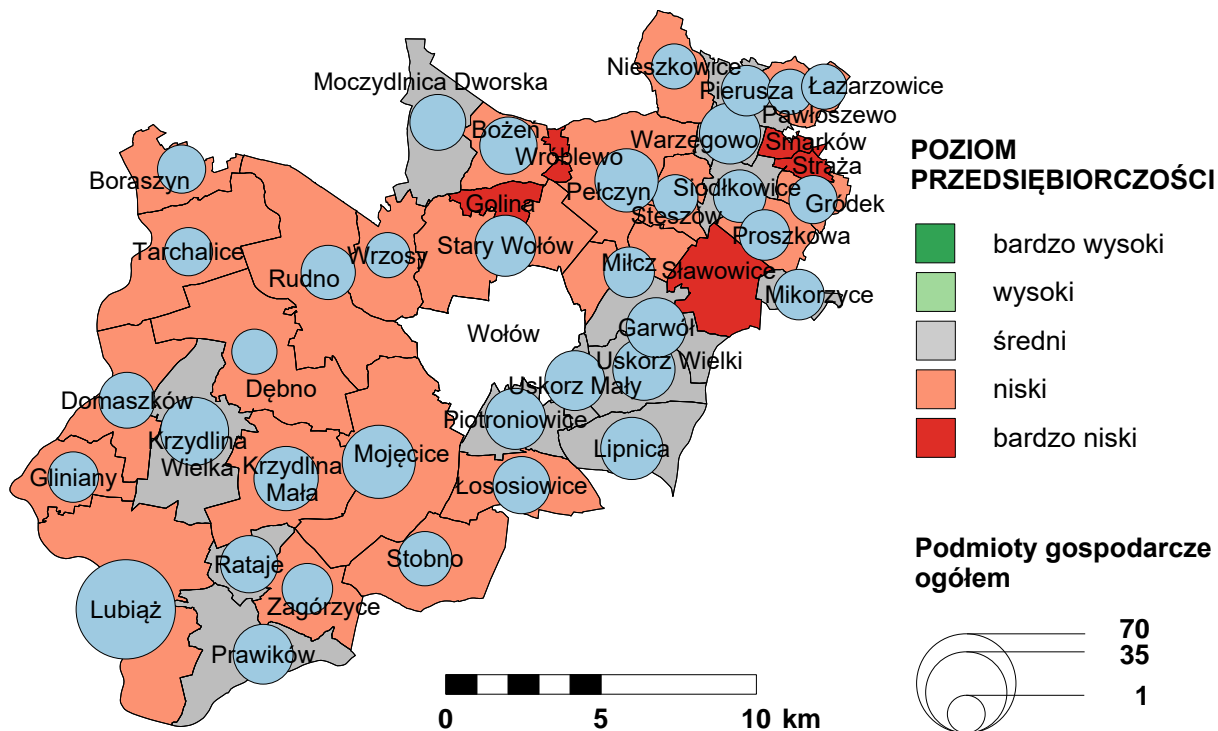 Nieszkowice
Moczydlnica Dworska
Pierusza
Łazarzowice
Pawłoszewo
Bożeń
Warzęgowo
Smarków
Wróblewo
Straża
Boraszyn
Pełczyn
Siodłkowice
Golina
Stęszów
Gródek
Tarchalice
Stary Wołów
Proszkowa
Wrzosy
Rudno
Miłcz
Sławowice
Mikorzyce
Wołów
Garwół
Uskorz Wielki
Dębno
Uskorz Mały
Domaszków
Piotroniowice
Krzydlina
Wielka
Lipnica
Mojęcice
Krzydlina
Mała
Gliniany
Łososiowice
Rataje
Stobno
Zagórzyce
Lubiąż
Prawików
POZIOM
PRZEDSIĘBIORCZOŚCI
bardzo wysoki
wysoki
średni
niski
bardzo niski
Podmioty gospodarcze
ogółem
70
35
1
0 5 10 km